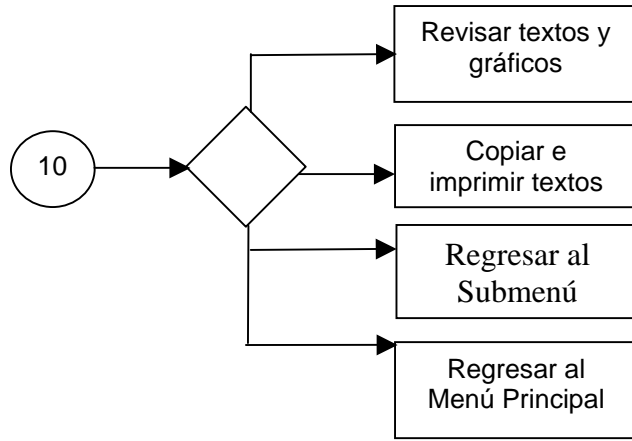 Revisar textos y
gráficos
10
Copiar e
imprimir textos
Regresar al
Submenú
Regresar al
Menú Principal